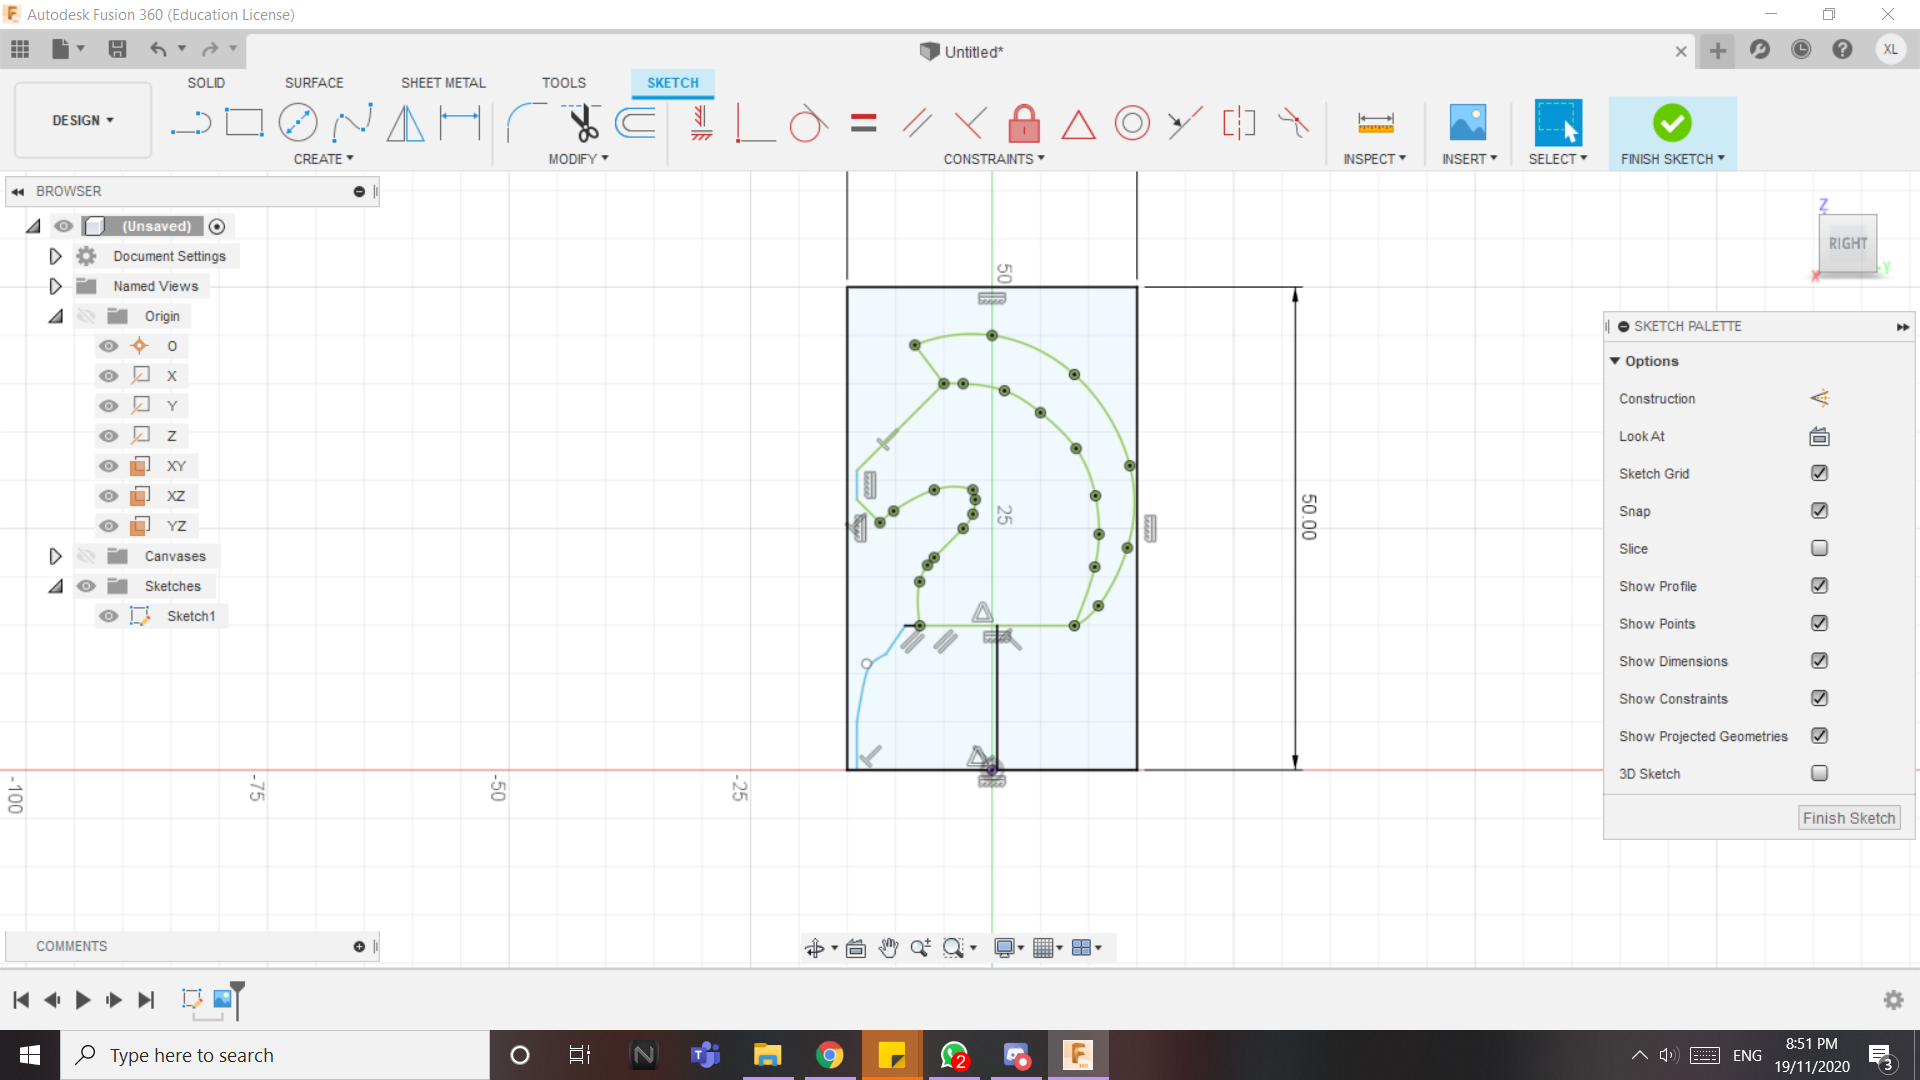 Autodesk Fusion 360 (Education License)
Untitled*
XL
SOLID
SURFACE
SHEET METAL
TOOLS
SKETCH
DESIGN
CREATE
MODIFY
CONSTRAINTS
INSPECT
INSERT
SELECT
FINISH SKETCH
BROWSER
(Unsaved)
Document Settings
Named Views
Origin
O
X
Y
Z
XY
XZ
YZ
Canvases
Sketches
Sketch1
50
25
50.00
-100
-75
-50
-25
Z
RIGHT
X
Y
SKETCH PALETTE
Options
Construction
Look At
Sketch Grid
Snap
Slice
Show Profile
Show Points
Show Dimensions
Show Constraints
Show Projected Geometries
3D Sketch
Finish Sketch
COMMENTS
Type here to search
2
ENG
8:51 PM
19/11/2020
3